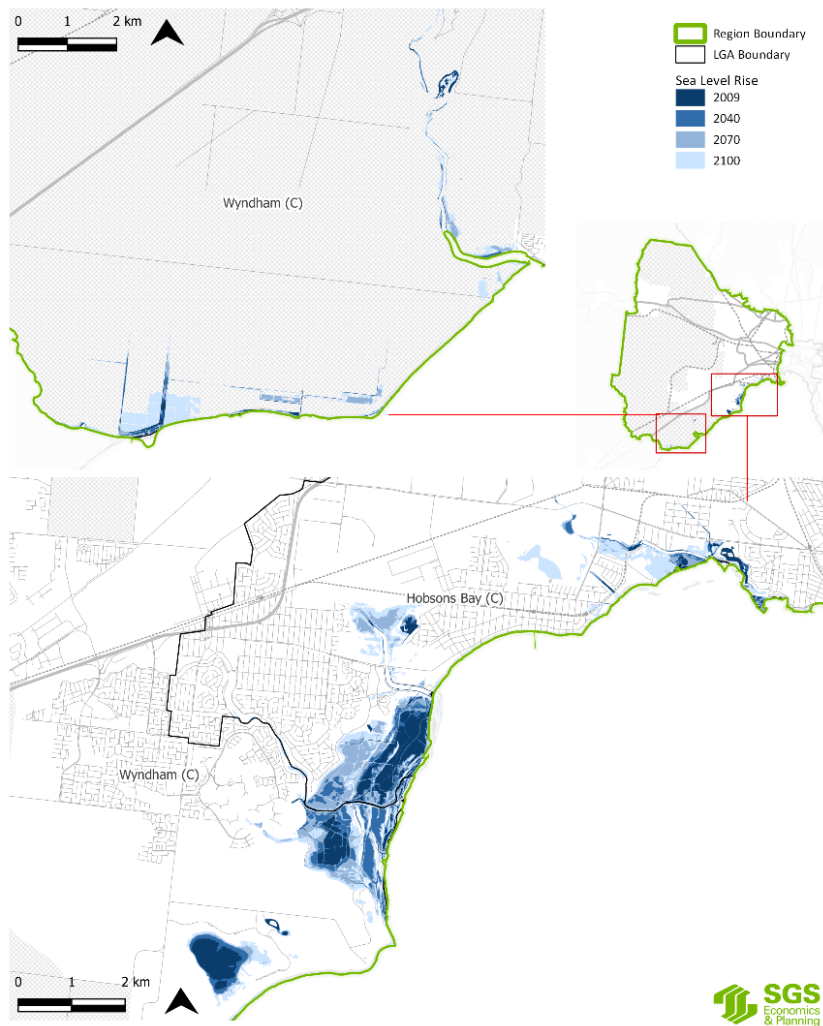 0 1 2 km
Region Boundary
LGA Boundary
Sea Level Rise
2009
2040
2070
2100
Wyndham (C)
Hobsons Bay (C)
Wyndham (C)
0 1 2 km
SGS
Economics
& Planning